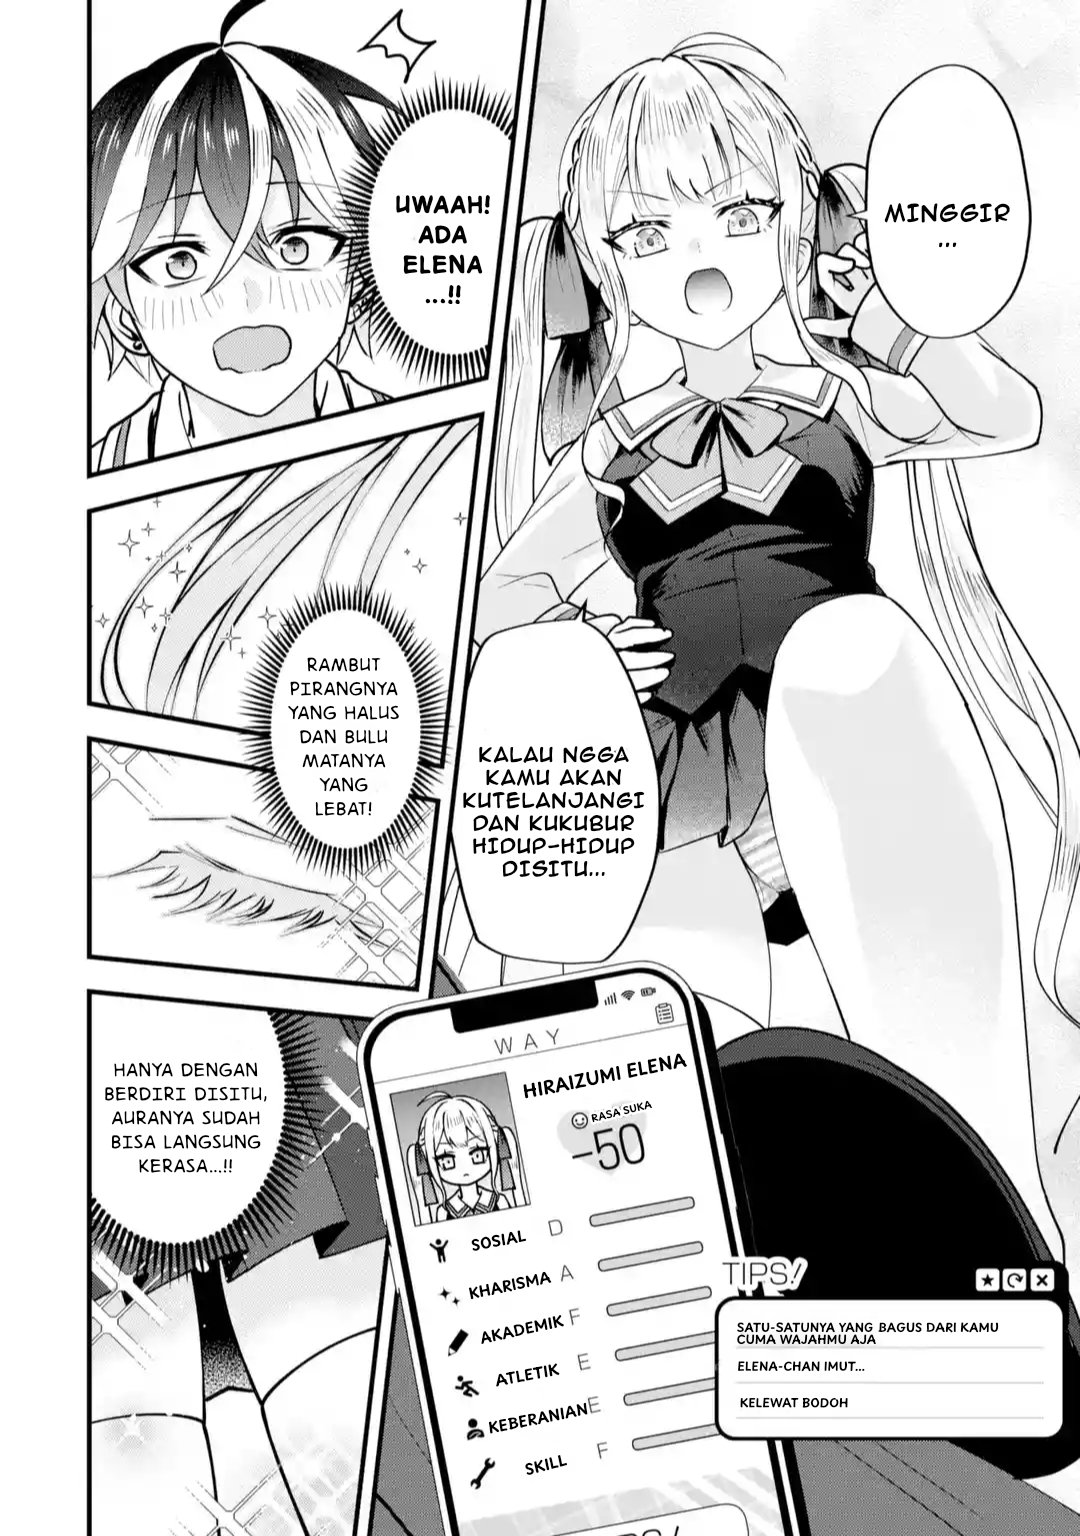 MINGGIR
...
UWAAH!
ADA
ELENA
...!!
KALAU NGGA
KAMU AKAN
KUTELANJANGI
DAN KUKUBUR
HIDUP-HIDUP
DISITU...
RAMBUT
PIRANGNYA
YANG HALUS
DAN BULU
MATANYA
YANG
LEBAT!
HANYA DENGAN
BERDIRI DISITU,
AURANYA SUDAH
BISA LANGSUNG
KERASA...!!
WAY
HIRAIZUMI ELENA
RASA SUKA
-50
SOSIAL D
KHARISMA A
AKADEMIK F
ATLETIK E
KEBERANIAN E
SKILL F
TIPS!
SATU-SATUNYA YANG BAGUS DARI KAMU
CUMA WAJAHMU AJA
ELENA-CHAN IMUT...
KELEWAT BODOH